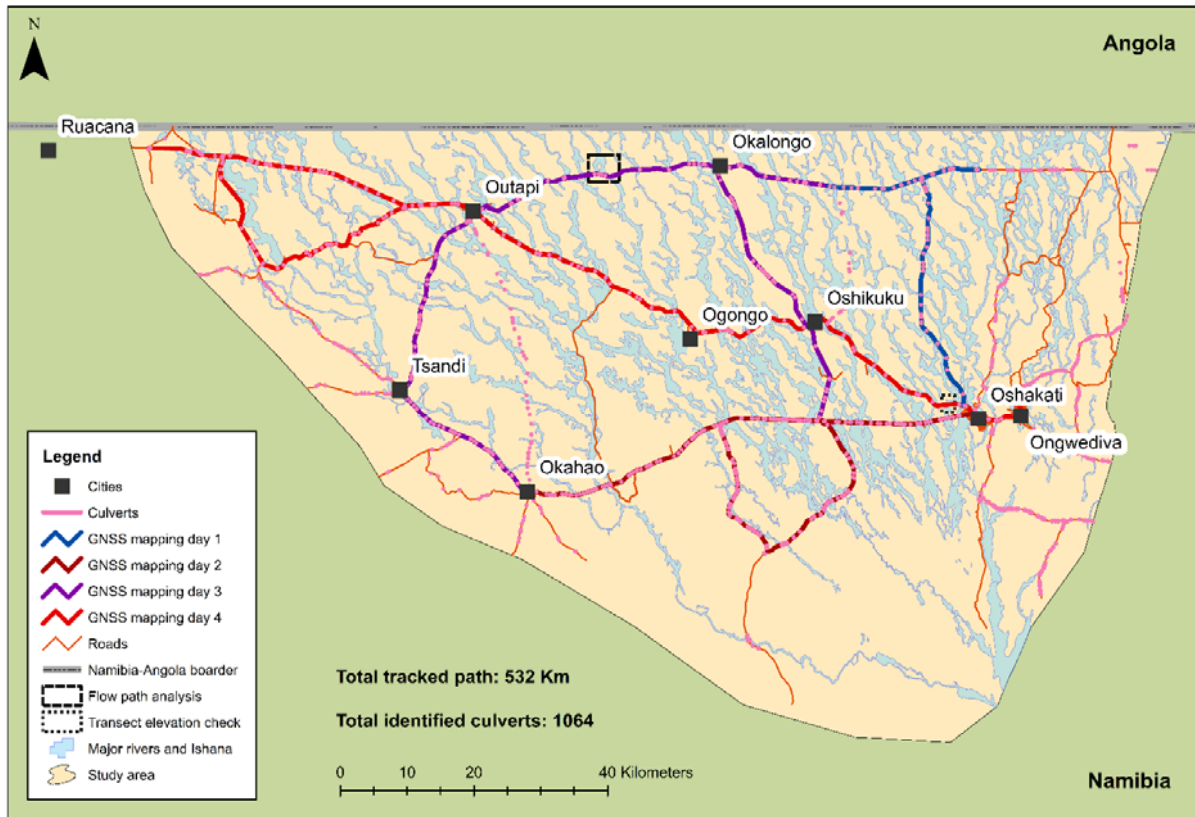 N
Angola
Ruacana
Okalongo
Outapi
Oshikuku
Ogongo
Tsandi
Oshakati
Ongwediva
Okahao
Legend
Cities
Culverts
GNSS mapping day 1
GNSS mapping day 2
GNSS mapping day 3
GNSS mapping day 4
Roads
Namibia-Angola boarder
Flow path analysis
Transect elevation check
Major rivers and Ishana
Study area
Total tracked path: 532 Km
Total identified culverts: 1064
0 10 20 40 Kilometers
Namibia